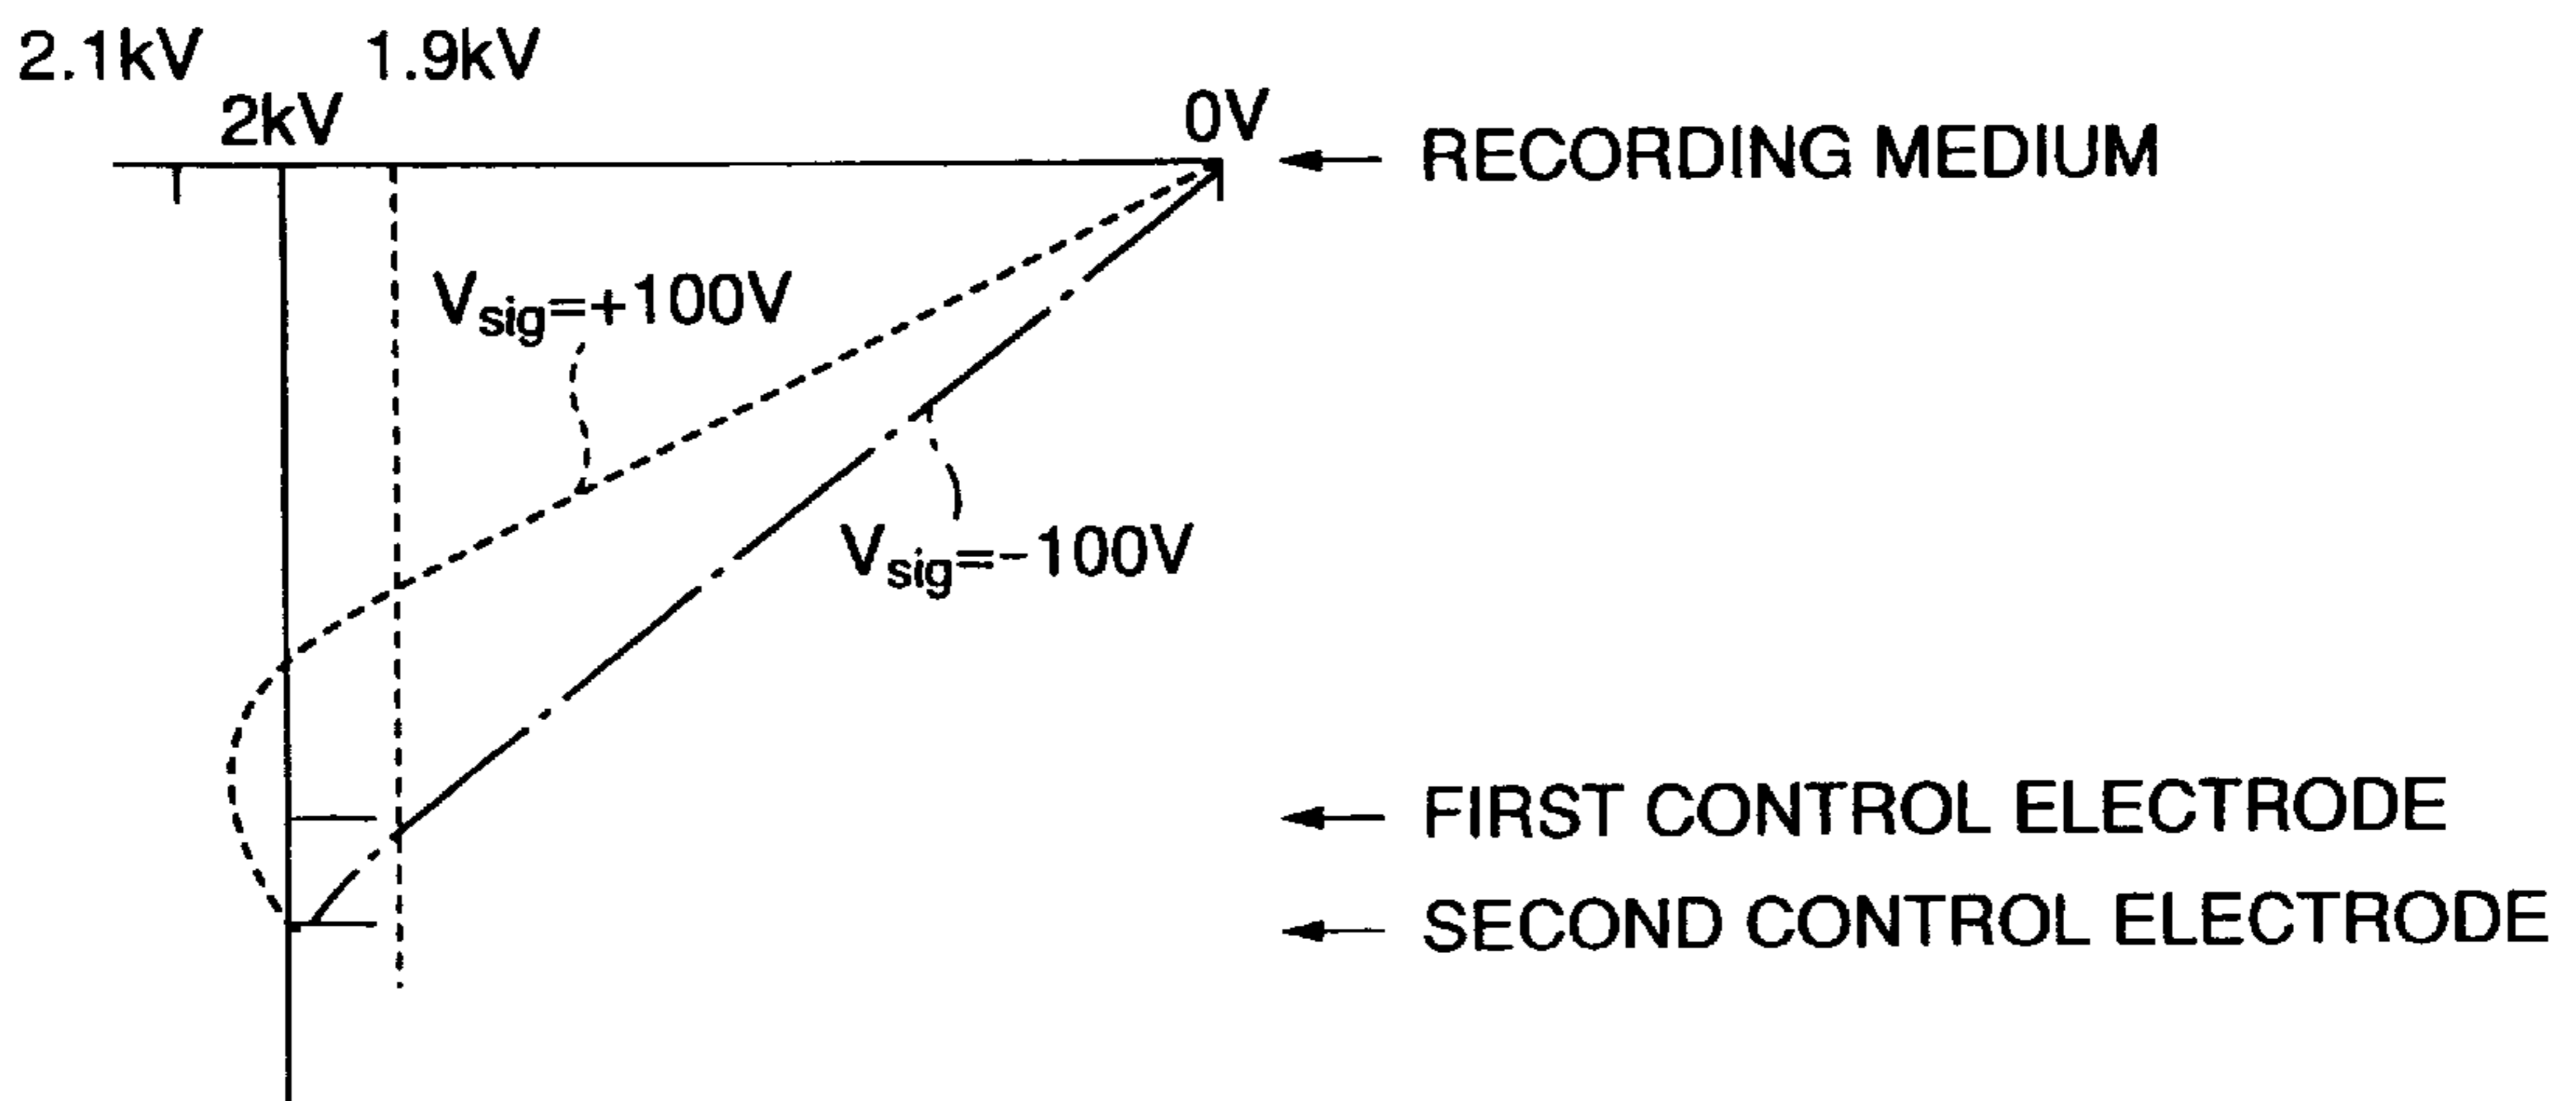 2.1kV 1.9kV
2kV 0V
RECORDING MEDIUM
Vsig=+100V
Vsig=-100V
FIRST CONTROL ELECTRODE
SECOND CONTROL ELECTRODE